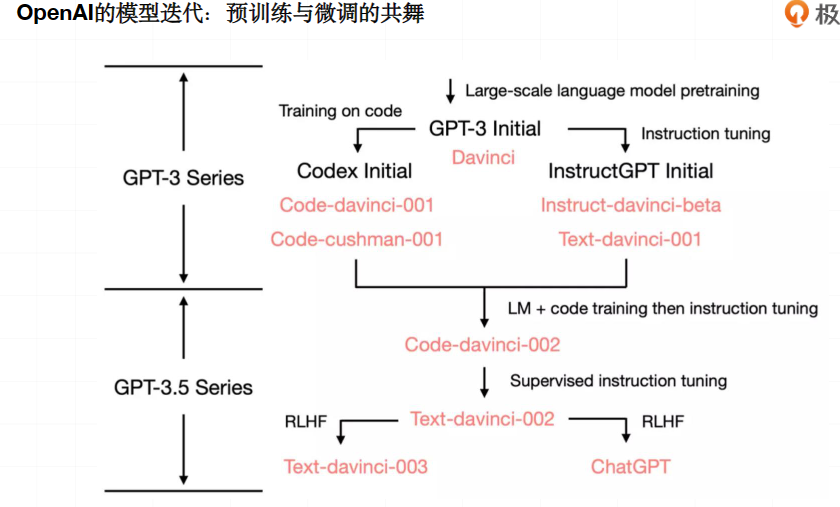 OpenAI的模型迭代：预训练与微调的共舞
极
Large-scale language model pretraining
Training on code
GPT-3 Initial
Instruction tuning
Davinci
Codex Initial
InstructGPT Initial
GPT-3 Series
Code-davinci-001
Instruct-davinci-beta
Code-cushman-001
Text-davinci-001
LM + code training then instruction tuning
Code-davinci-002
GPT-3.5 Series
Supervised instruction tuning
RLHF
Text-davinci-002
RLHF
Text-davinci-003
ChatGPT